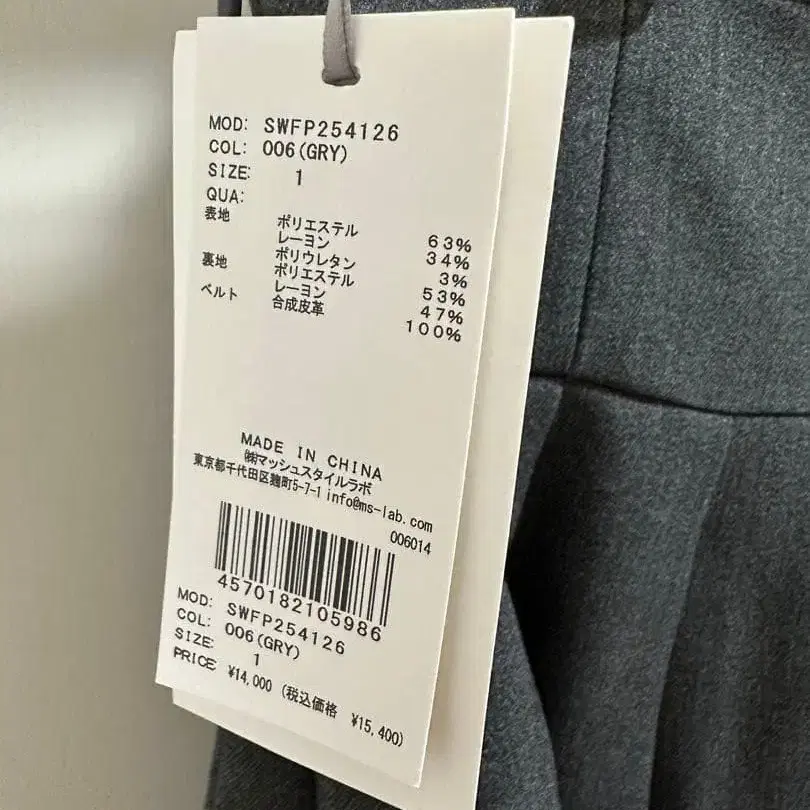 MOD: SWFP254126
COL: 006(GRY)
SIZE: 1
QUA:
表地 ポリエステル 63%
レーヨン 34%
ポリウレタン 3%
裏地 ポリエステル 53%
レーヨン 47%
ベルト 合成皮革 100%
MADE IN CHINA
㈱マッシュスタイルラボ
東京都千代田区麹町5-7-1 info@ms-lab.com
006014
4570182105986
MOD: SWFP254126
COL: 006(GRY)
SIZE: 1
PRICE: ¥14,000 (税込価格 ¥15,400)